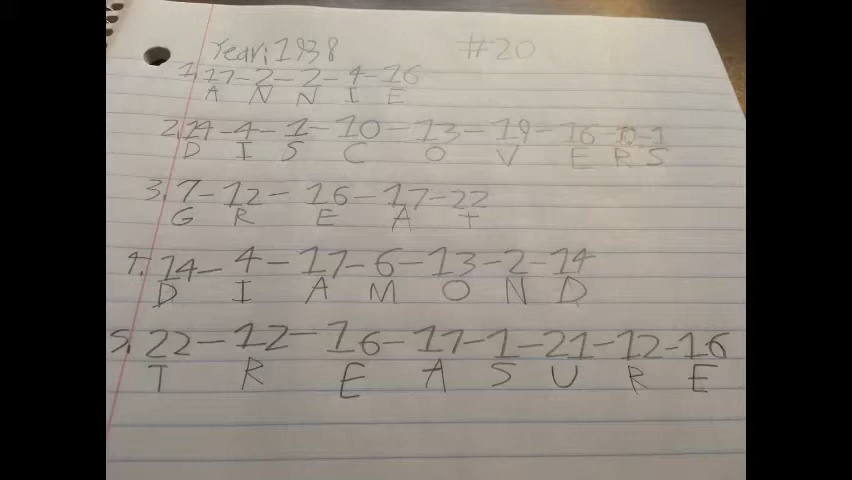 Year: 1938 #20
1. 17-2-2-4-16
A N N I E
2. 14-4-1-10-13-19-16-12-1
D I S C O V E R S
3. 7-12-16-17-22
G R E A T
4. 14-4-17-6-13-2-14
D I A M O N D
5. 22-12-16-17-1-21-12-16
T R E A S U R E